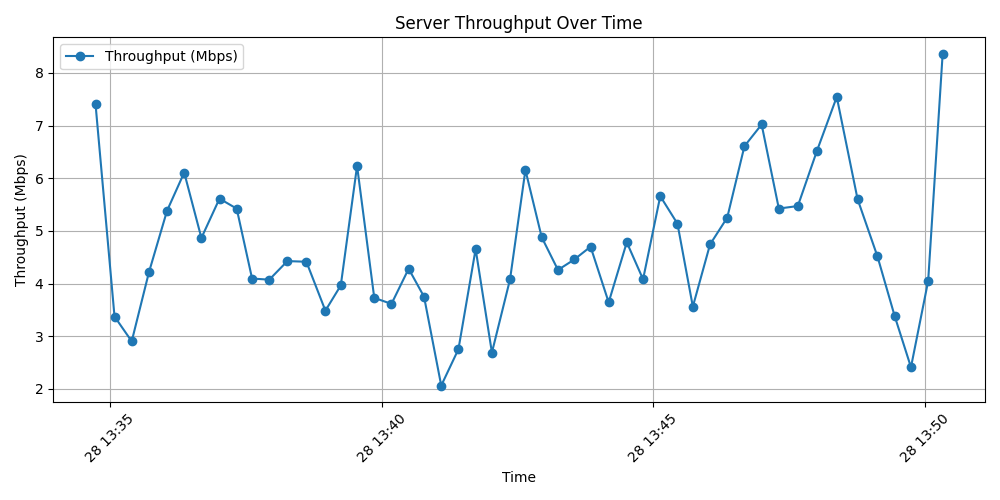 Server Throughput Over Time
Throughput (Mbps)
Throughput (Mbps)
8
7
6
5
4
3
2
28 13:35
28 13:40
28 13:45
28 13:50
Time